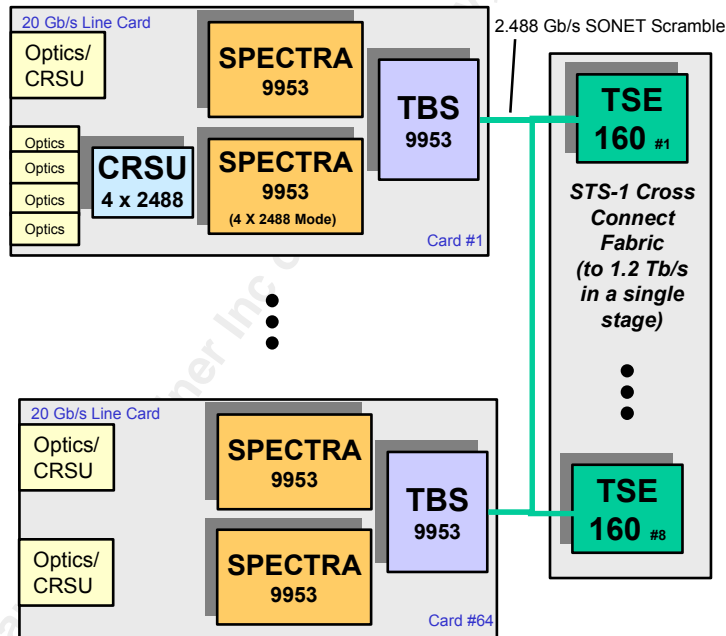 20 Gb/s Line Card
Optics/
CRSU
SPECTRA
9953
TBS
9953
Optics
Optics
Optics
Optics
CRSU
4 x 2488
SPECTRA
9953
(4 X 2488 Mode)
Card #1
2.488 Gb/s SONET Scramble
TSE
160 #1
STS-1 Cross
Connect
Fabric
(to 1.2 Tb/s
in a single
stage)
TSE
160 #8
20 Gb/s Line Card
Optics/
CRSU
SPECTRA
9953
TBS
9953
Optics/
CRSU
SPECTRA
9953
Card #64